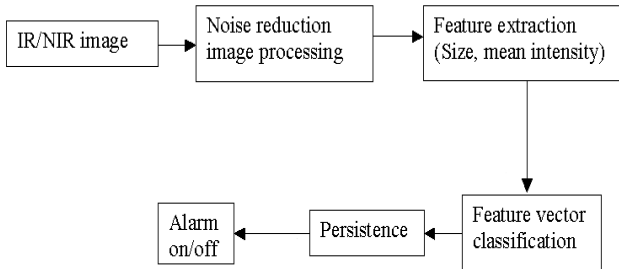 IR/NIR image
Noise reduction
image processing
Feature extraction
(Size, mean intensity)
Feature vector
classification
Persistence
Alarm
on/off